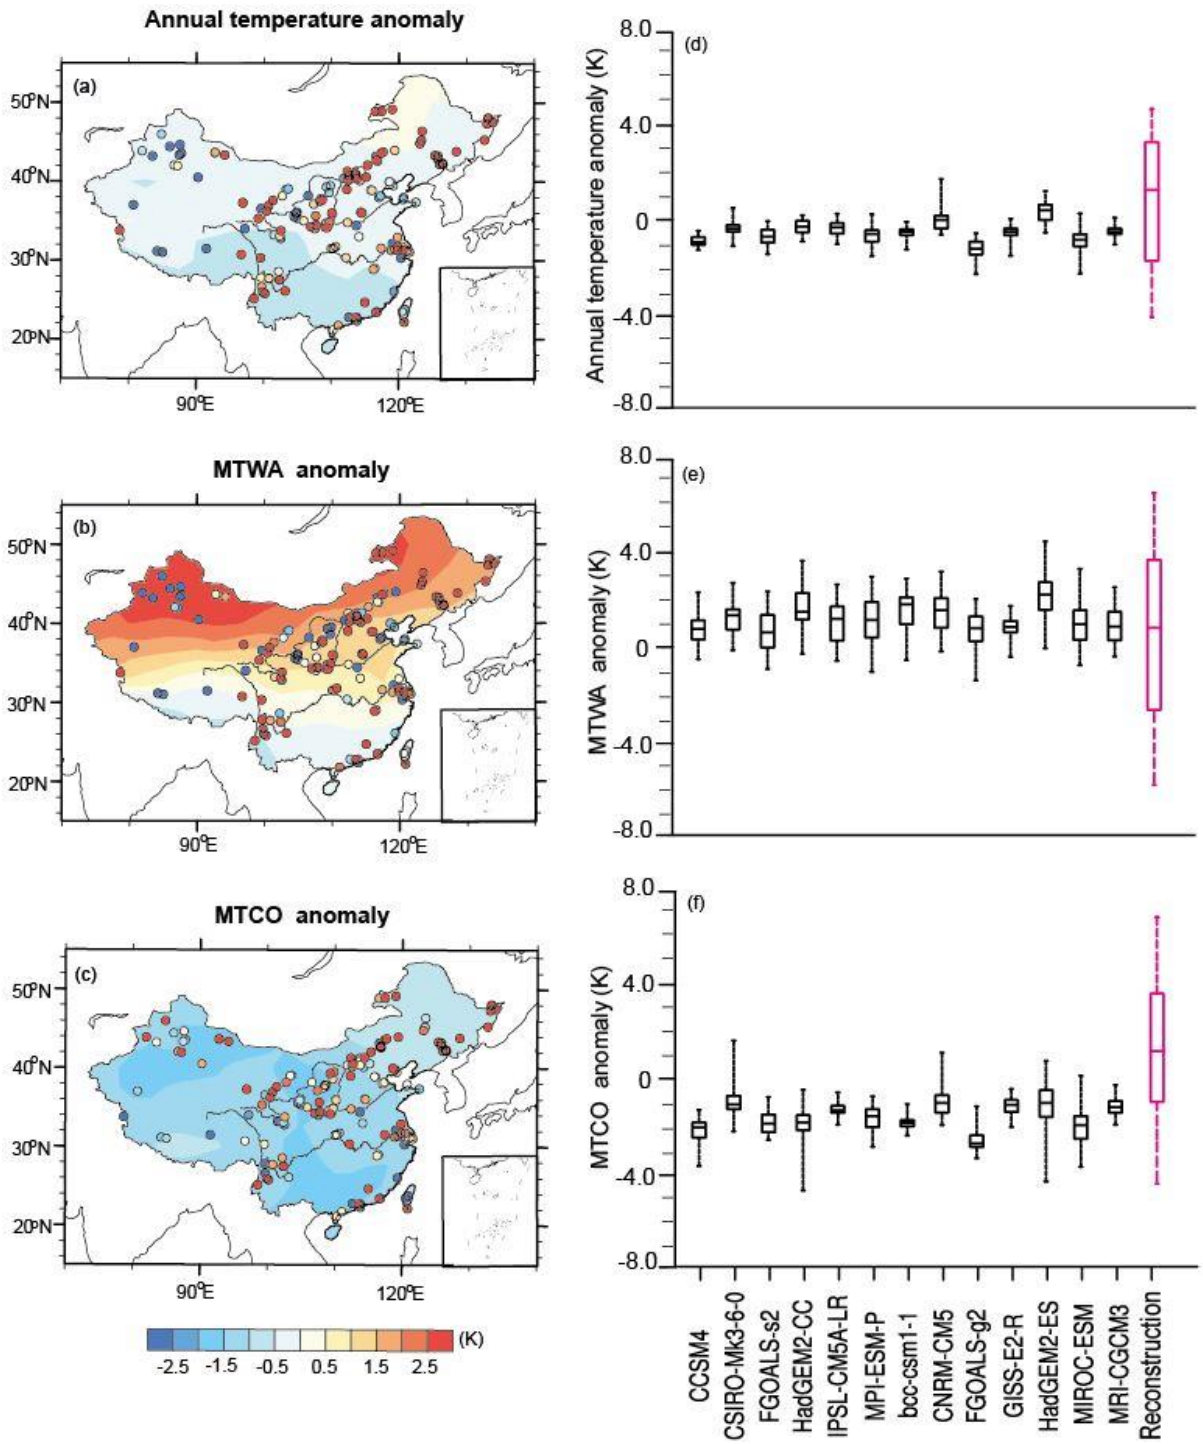 Annual temperature anomaly
(a)
50°N
40°N
30°N
20°N
90°E
120°E
MTWA anomaly
(b)
50°N
40°N
30°N
20°N
90°E
120°E
MTCO anomaly
(c)
50°N
40°N
30°N
20°N
90°E
120°E
-2.5
-1.5
-0.5
0.5
1.5
2.5
(K)
Annual temperature anomaly (K)
8.0
4.0
0
-4.0
-8.0
(d)
MTWA anomaly (K)
8.0
4.0
0
-4.0
-8.0
(e)
MTCO anomaly (K)
8.0
4.0
0
-4.0
-8.0
(f)
CCSM4
CSIRO-Mk3-6-0
FGOALS-s2
HadGEM2-CC
IPSL-CM5A-LR
MPI-ESM-P
bcc-csm1-1
CNRM-CM5
FGOALS-g2
GISS-E2-R
HadGEM2-ES
MIROC-ESM
MRI-CGCM3
Reconstruction